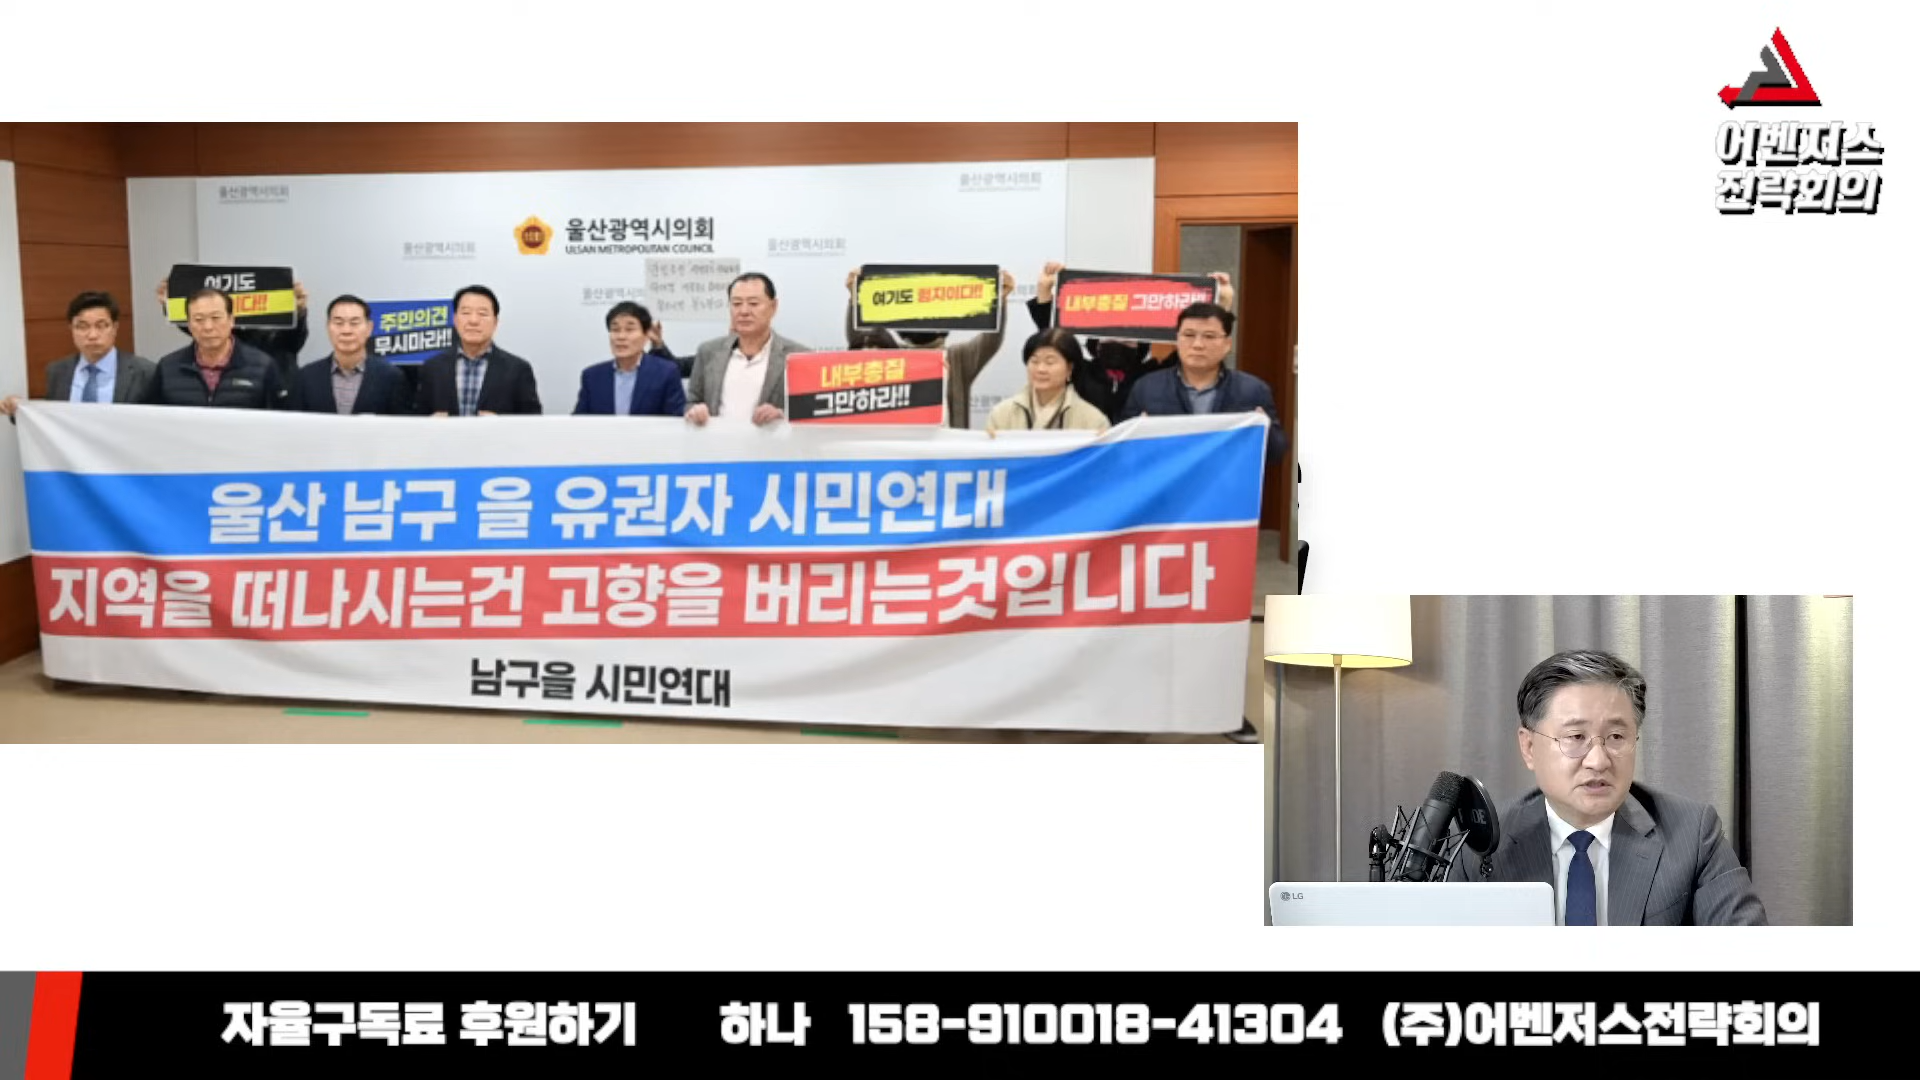 어벤저스
전략회의
울산광역시의회
울산광역시의회
울산광역시의회
ULSAN METROPOLITAN COUNCIL
울산광역시의회
울산광역시의회
여기도
주민의견
무시마라!!
여기도 험지이다!!
내부총질 그만하라!!
내부총질
그만하라!!
울산 남구 을 유권자 시민연대
지역을 떠나시는건 고향을 버리는것입니다
남구을 시민연대
LG
자율구독료 후원하기 하나 158-910018-41304 (주)어벤저스전략회의